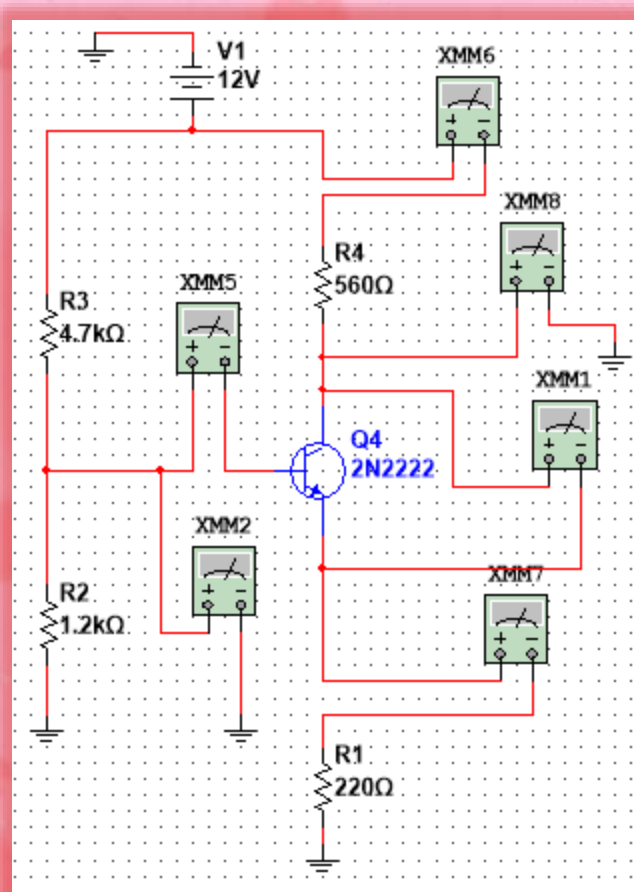 V1
12V
XMM6
+ −
XMM8
+ −
R4
560Ω
XMM5
+ −
R3
4.7kΩ
XMM1
+ −
Q4
2N2222
XMM2
+ −
XMM7
+ −
R2
1.2kΩ
R1
220Ω